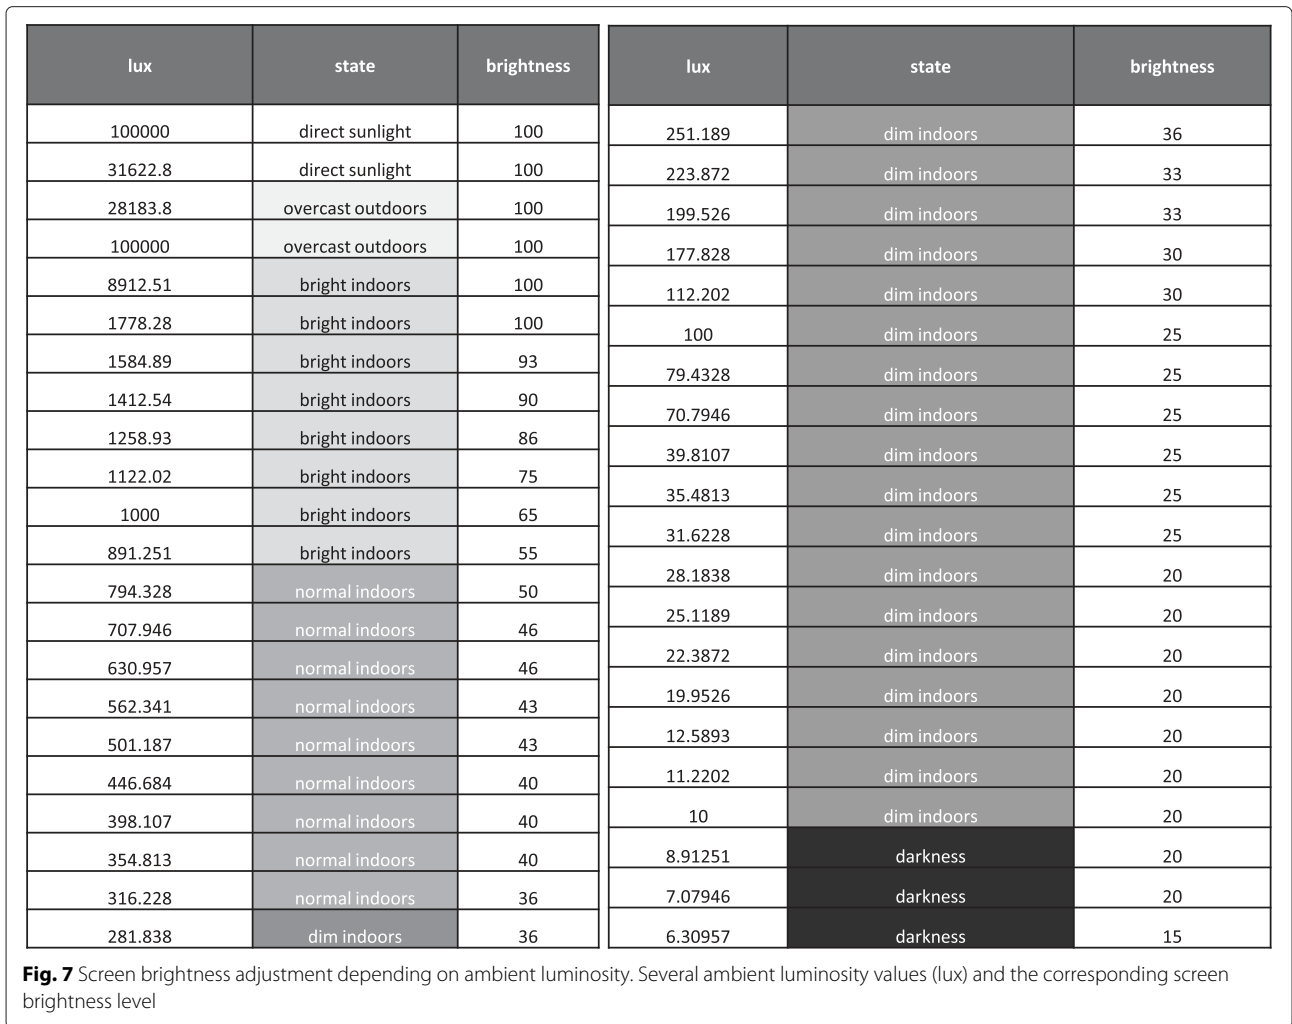 lux state brightness
100000 direct sunlight 100
31622.8 direct sunlight 100
28183.8 overcast outdoors 100
100000 overcast outdoors 100
8912.51 bright indoors 100
1778.28 bright indoors 100
1584.89 bright indoors 93
1412.54 bright indoors 90
1258.93 bright indoors 86
1122.02 bright indoors 75
1000 bright indoors 65
891.251 bright indoors 55
794.328 normal indoors 50
707.946 normal indoors 46
630.957 normal indoors 46
562.341 normal indoors 43
501.187 normal indoors 43
446.684 normal indoors 40
398.107 normal indoors 40
354.813 normal indoors 40
316.228 normal indoors 36
281.838 dim indoors 36
lux state brightness
251.189 dim indoors 36
223.872 dim indoors 33
199.526 dim indoors 33
177.828 dim indoors 30
112.202 dim indoors 30
100 dim indoors 25
79.4328 dim indoors 25
70.7946 dim indoors 25
39.8107 dim indoors 25
35.4813 dim indoors 25
31.6228 dim indoors 25
28.1838 dim indoors 20
25.1189 dim indoors 20
22.3872 dim indoors 20
19.9526 dim indoors 20
12.5893 dim indoors 20
11.2202 dim indoors 20
10 dim indoors 20
8.91251 darkness 20
7.07946 darkness 20
6.30957 darkness 15
Fig. 7 Screen brightness adjustment depending on ambient luminosity. Several ambient luminosity values (lux) and the corresponding screen
brightness level